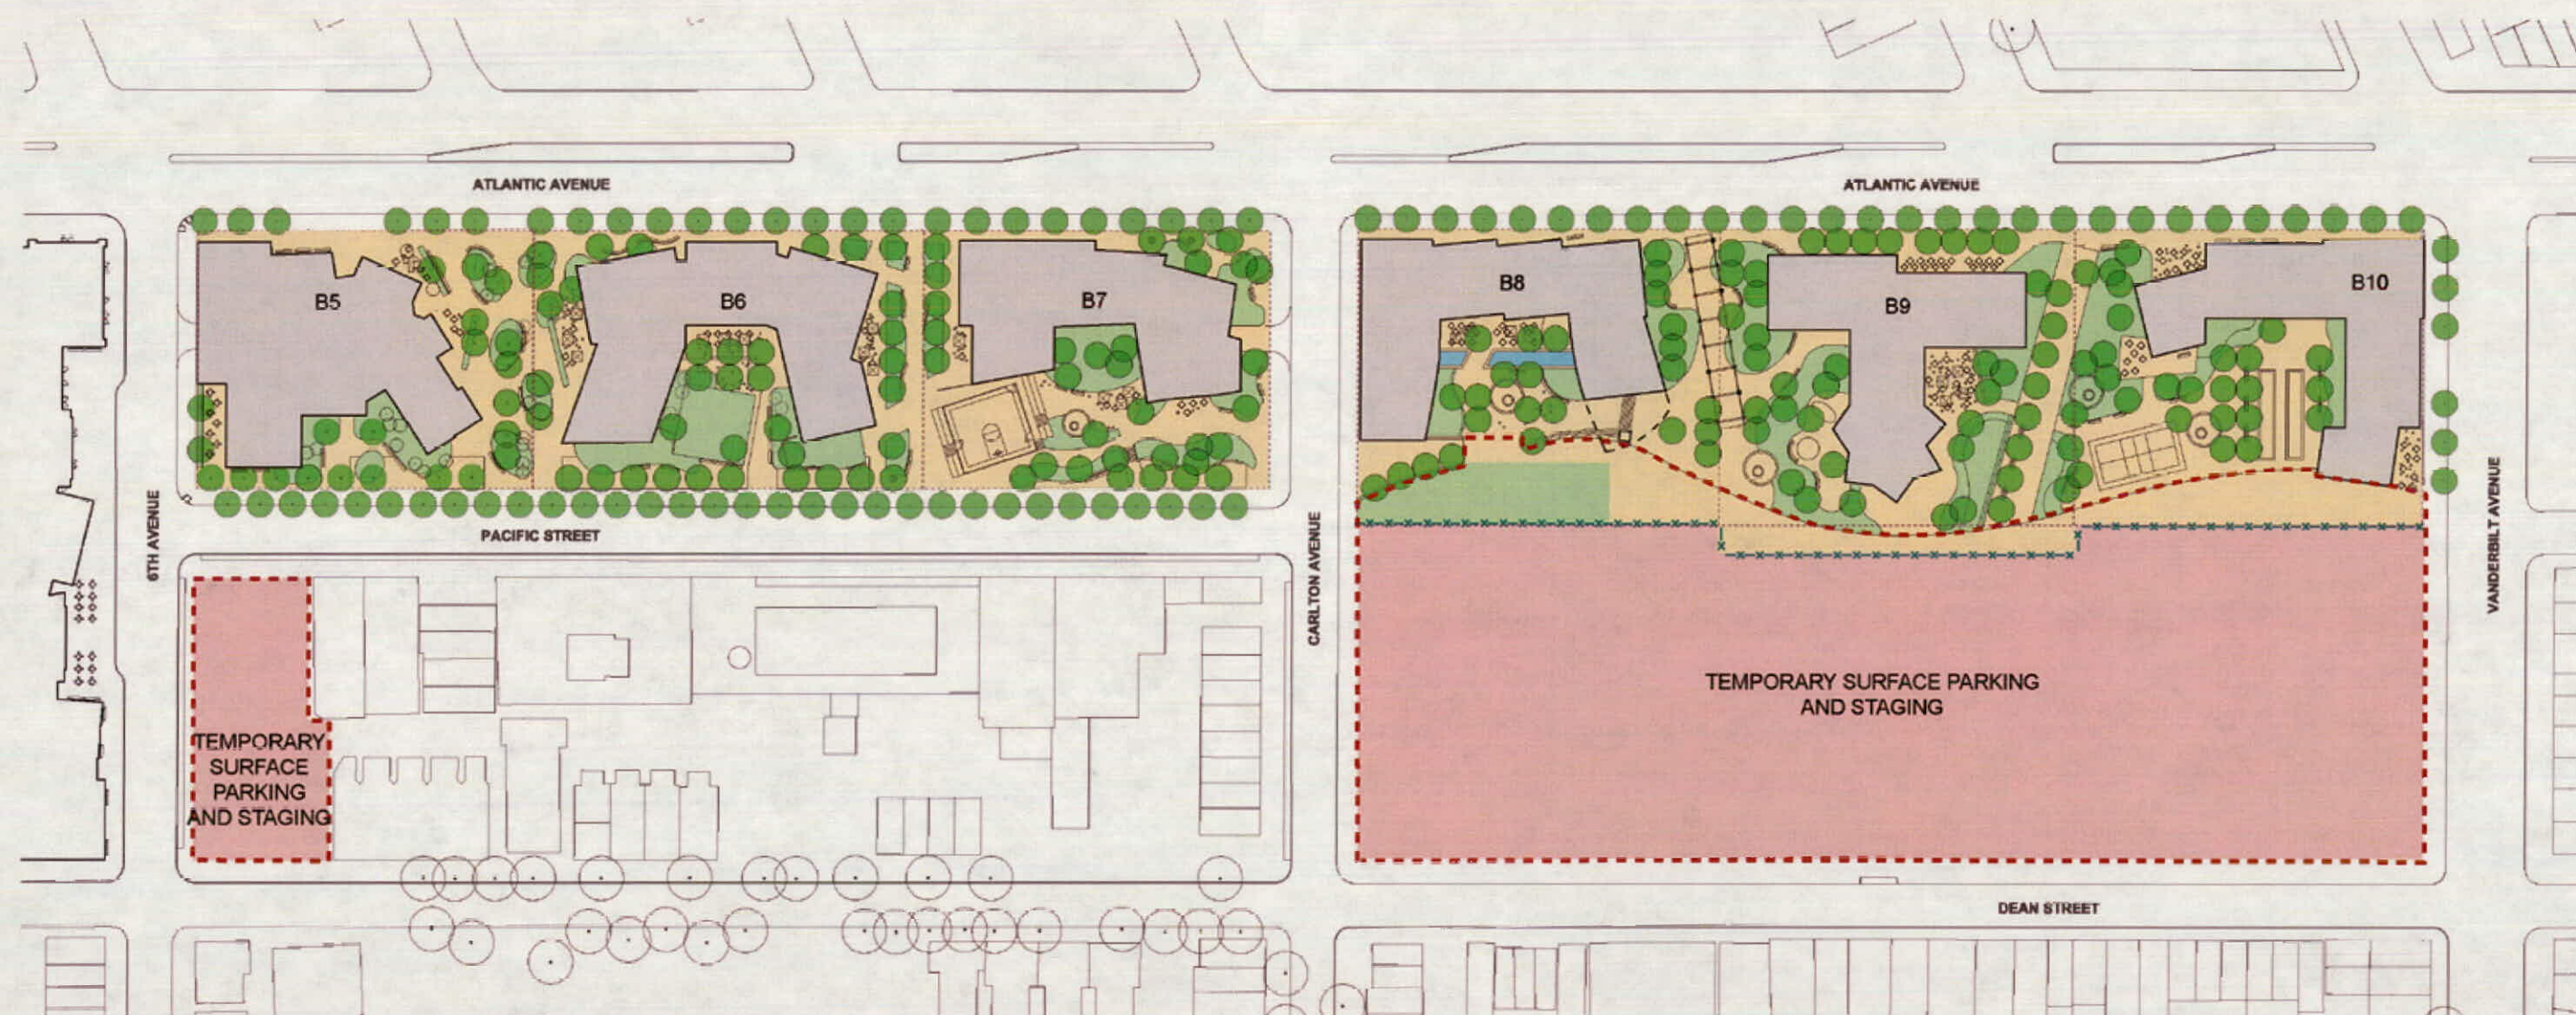 ATLANTIC AVENUE
ATLANTIC AVENUE
B5
B6
B7
B8
B9
B10
6TH AVENUE
PACIFIC STREET
CARLTON AVENUE
VANDERBILT AVENUE
TEMPORARY
SURFACE
PARKING
AND STAGING
TEMPORARY SURFACE PARKING
AND STAGING
DEAN STREET